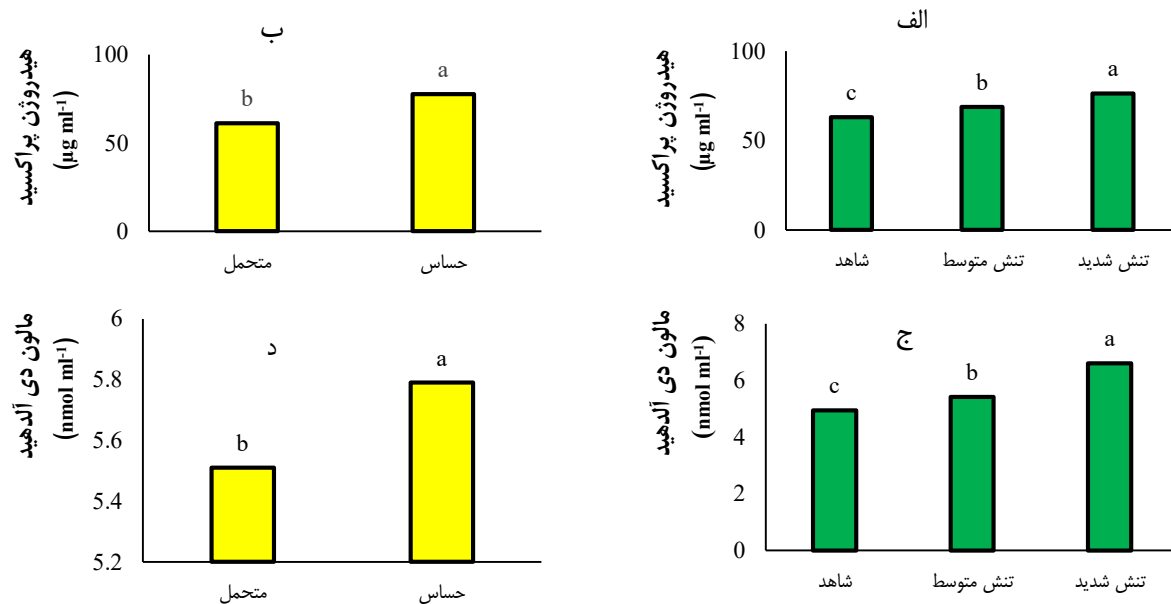 الف
هیدروژن پراکسید
(µg ml-1)
100
50
0
c
b
a
شاهد
تنش متوسط
تنش شدید
ب
هیدروژن پراکسید
(µg ml-1)
100
50
0
b
a
متحمل
حساس
ج
مالون دی آلدهید
(nmol ml-1)
8
6
4
2
0
c
b
a
شاهد
تنش متوسط
تنش شدید
د
مالون دی آلدهید
(nmol ml-1)
6
5.8
5.6
5.4
5.2
b
a
متحمل
حساس